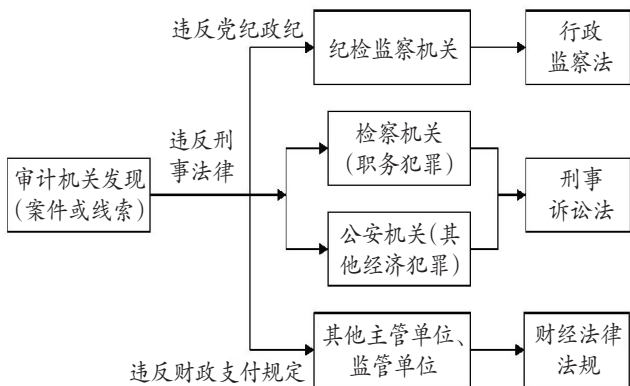 违反党纪政纪
纪检监察机关
行政
监察法
违反刑
事法律
检察机关
(职务犯罪)
审计机关发现
(案件或线索)
刑事
诉讼法
公安机关(其
他经济犯罪)
其他主管单位、
监管单位
财经法律
法规
违反财政支付规定